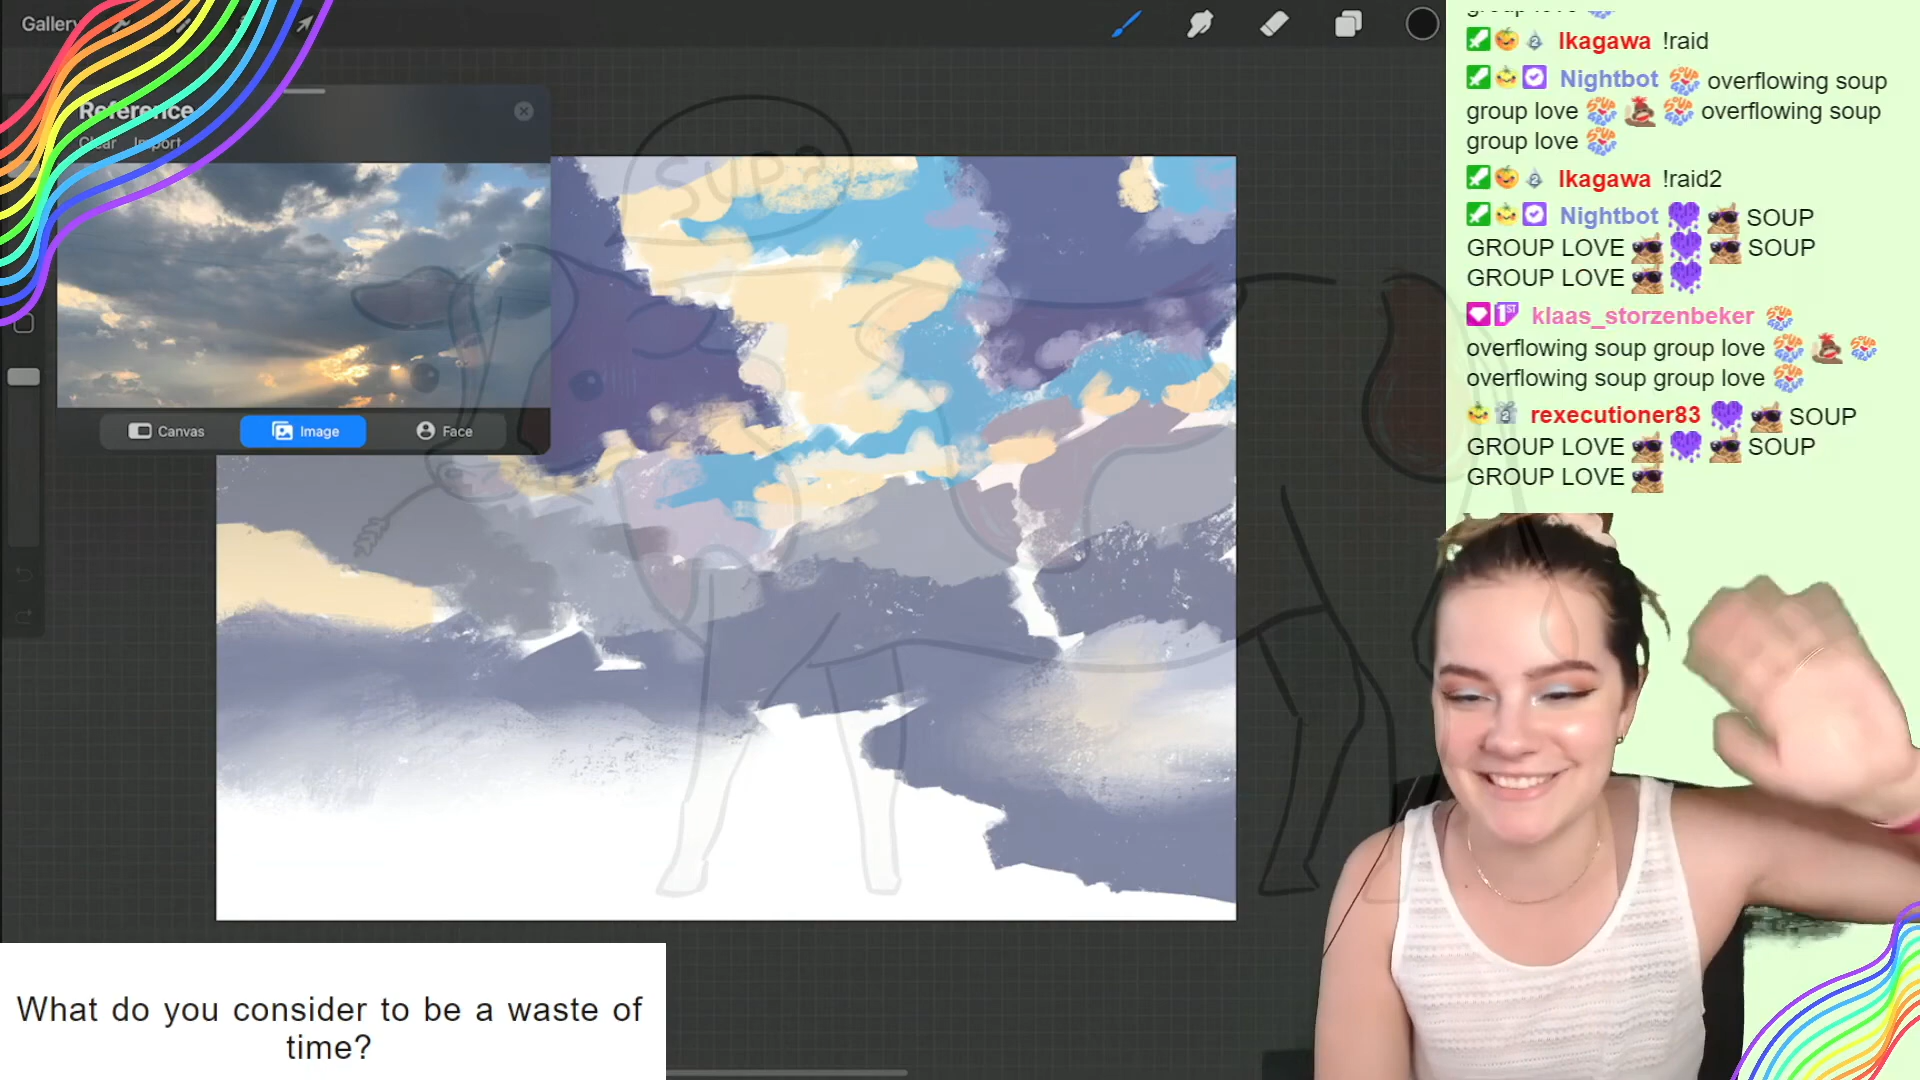 Gallery
Reference
Clear Import
Canvas
Image
Face
SUP?
Ikagawa !raid
Nightbot overflowing soup
group love overflowing soup
group love
Ikagawa !raid2
Nightbot SOUP
GROUP LOVE SOUP
GROUP LOVE
klaas_storzenbeker
overflowing soup group love
overflowing soup group love
rexecutioner83 SOUP
GROUP LOVE SOUP
GROUP LOVE
What do you consider to be a waste of
time?